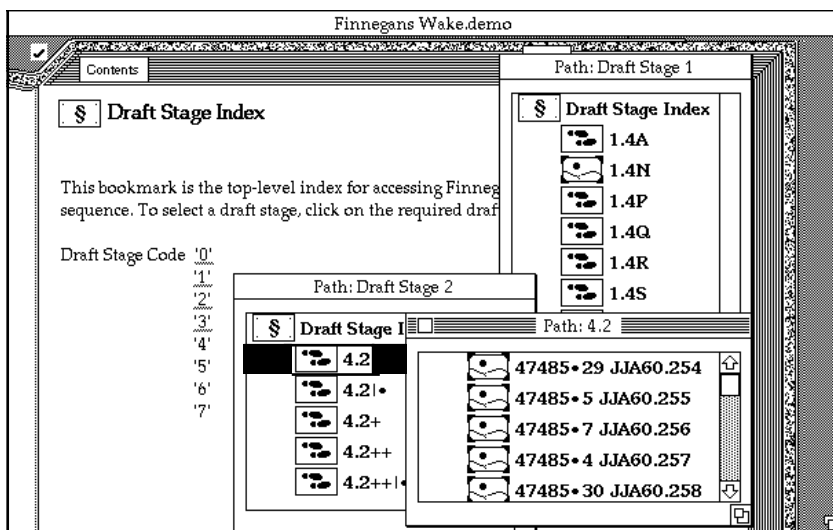 Finnegans Wake.demo
Contents
§ Draft Stage Index
This bookmark is the top-level index for accessing Finneg
sequence. To select a draft stage, click on the required draf
Draft Stage Code '0'
'1'
'2'
'3'
'4'
'5'
'6'
'7'
Path: Draft Stage 1
§ Draft Stage Index
1.4A
1.4N
1.4P
1.4Q
1.4R
1.4S
Path: Draft Stage 2
§ Draft Stage I
4.2
4.2|•
4.2+
4.2++
4.2++|•
Path: 4.2
47485•29 JJA60.254
47485•5 JJA60.255
47485•7 JJA60.256
47485•4 JJA60.257
47485•30 JJA60.258